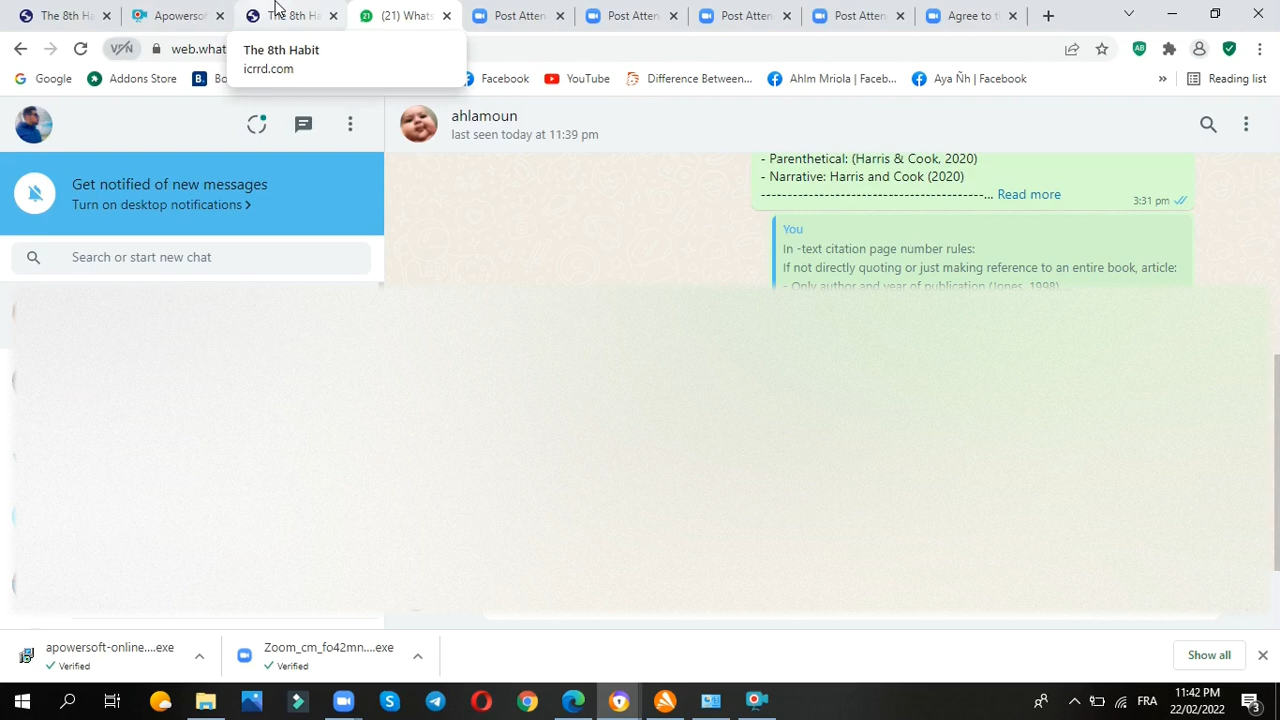 The 8th Ha
Apowersof
The 8th Ha
(21) Whats
Post Atten
Post Atten
Post Atten
Post Atten
Agree to t
VPN
web.what
The 8th Habit
icrrd.com
Google
Addons Store
Bo
Facebook
YouTube
Difference Between...
Ahlm Mriola | Faceb...
Aya Ñh | Facebook
»
Reading list
ahlamoun
last seen today at 11:39 pm
Get notified of new messages
Turn on desktop notifications >
Search or start new chat
- Parenthetical: (Harris & Cook, 2020)
- Narrative: Harris and Cook (2020)
------------------------------------... Read more
3:31 pm
You
In -text citation page number rules:
If not directly quoting or just making reference to an entire book, article:
- Only author and year of publication (Jones, 1998)
apowersoft-online....exe
Verified
Zoom_cm_fo42mn....exe
Verified
Show all
FRA
11:42 PM
22/02/2022
3